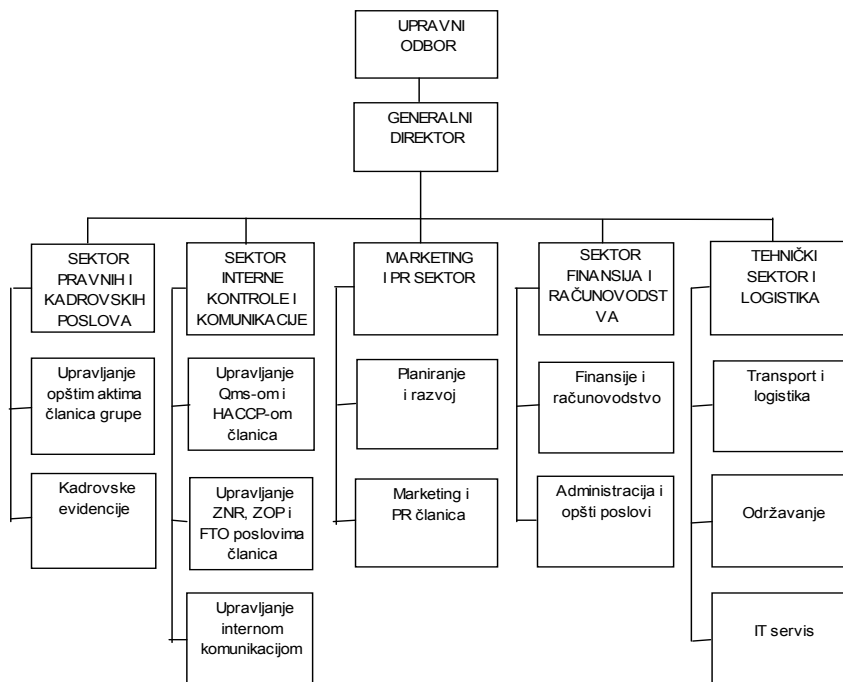 UPRAVNI
ODBOR
GENERALNI
DIREKTOR
SEKTOR
PRAVNIH I
KADROVSKIH
POSLOVA
SEKTOR
INTERNE
KONTROLE I
KOMUNIKACIJE
MARKETING
I PR SEKTOR
SEKTOR
FINANSIJA I
RAČUNOVODST
VA
TEHNIČKI
SEKTOR I
LOGISTIKA
Upravljanje
opštim aktima
članica grupe
Upravljanje
Qms-om i
HACCP-om
članica
Planiranje
i razvoj
Finansije i
računovodstvo
Transport i
logistika
Kadrovske
evidencije
Upravljanje
ZNR, ZOP i
FTO poslovima
članica
Marketing i
PR članica
Administracija i
opšti poslovi
Održavanje
Upravljanje
internom
komunikacijom
IT servis